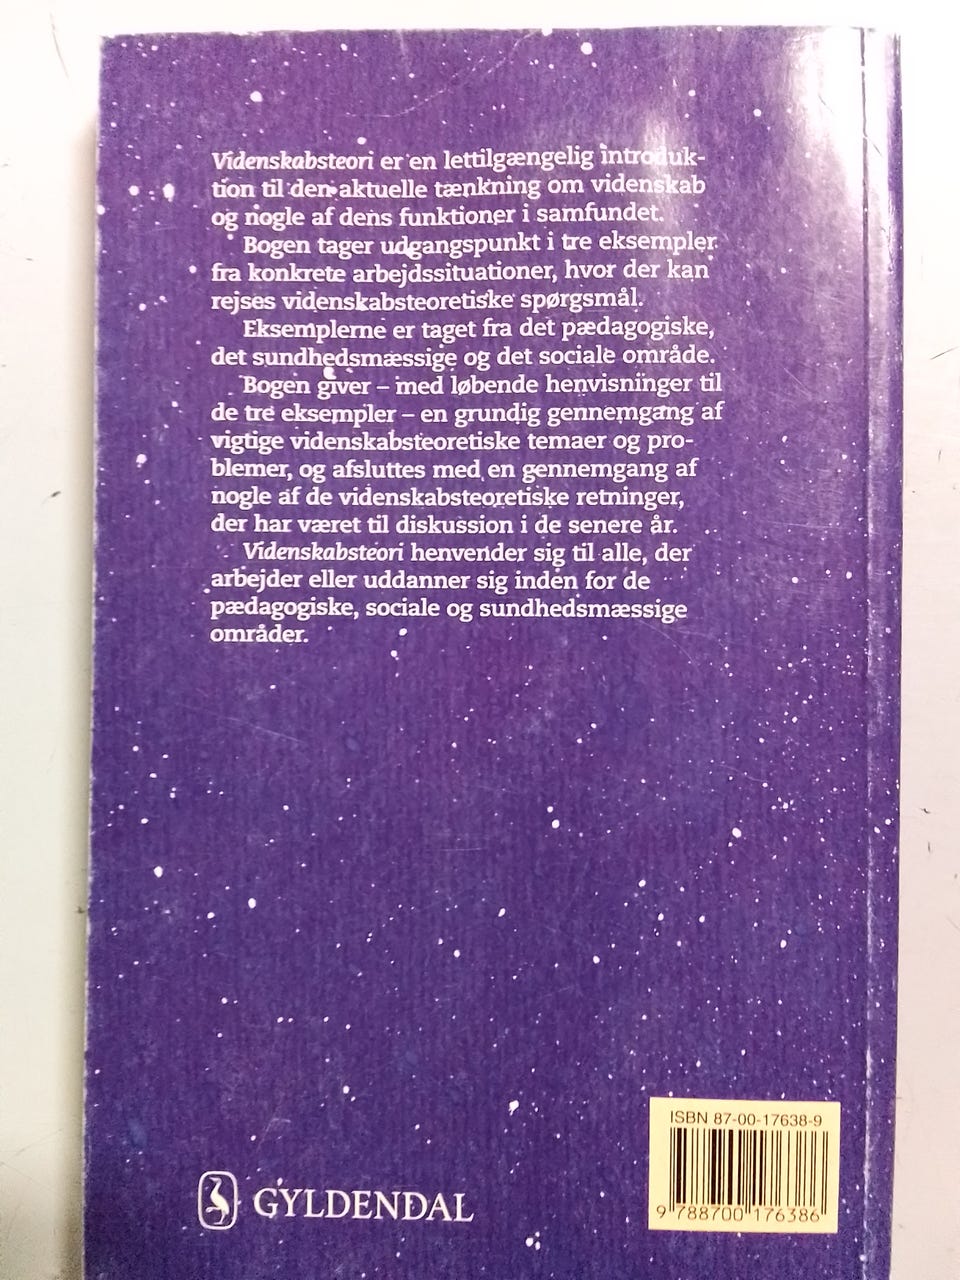 Videnskabsteori er en lettilgængelig introduk-
tion til den aktuelle tænkning om videnskab
og nogle af dens funktioner i samfundet.
Bogen tager udgangspunkt i tre eksempler
fra konkrete arbejdssituationer, hvor der kan
rejses videnskabsteoretiske spørgsmål.
Eksemplerne er taget fra det pædagogiske,
det sundhedsmæssige og det sociale område.
Bogen giver – med løbende henvisninger til
de tre eksempler – en grundig gennemgang af
vigtige videnskabsteoretiske temaer og pro-
blemer, og afsluttes med en gennemgang af
nogle af de videnskabsteoretiske retninger,
der har været til diskussion i de senere år.
Videnskabsteori henvender sig til alle, der
arbejder eller uddanner sig inden for de
pædagogiske, sociale og sundhedsmæssige
områder.
ISBN 87-00-17638-9
9 788700 176386
GYLDENDAL